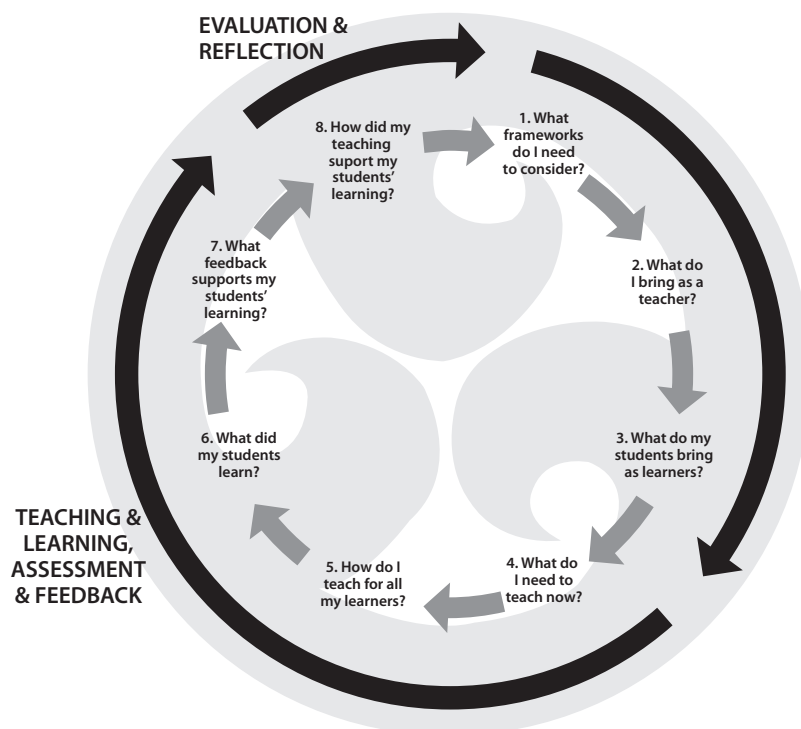 EVALUATION &
REFLECTION
1. What
frameworks
do I need
to consider?
2. What do
I bring as a
teacher?
3. What do my
students bring
as learners?
4. What do
I need to
teach now?
5. How do I
teach for all
my learners?
6. What did
my students
learn?
7. What
feedback
supports my
students’
learning?
8. How did my
teaching
suport my
students’
learning?
TEACHING &
LEARNING,
ASSESSMENT
& FEEDBACK